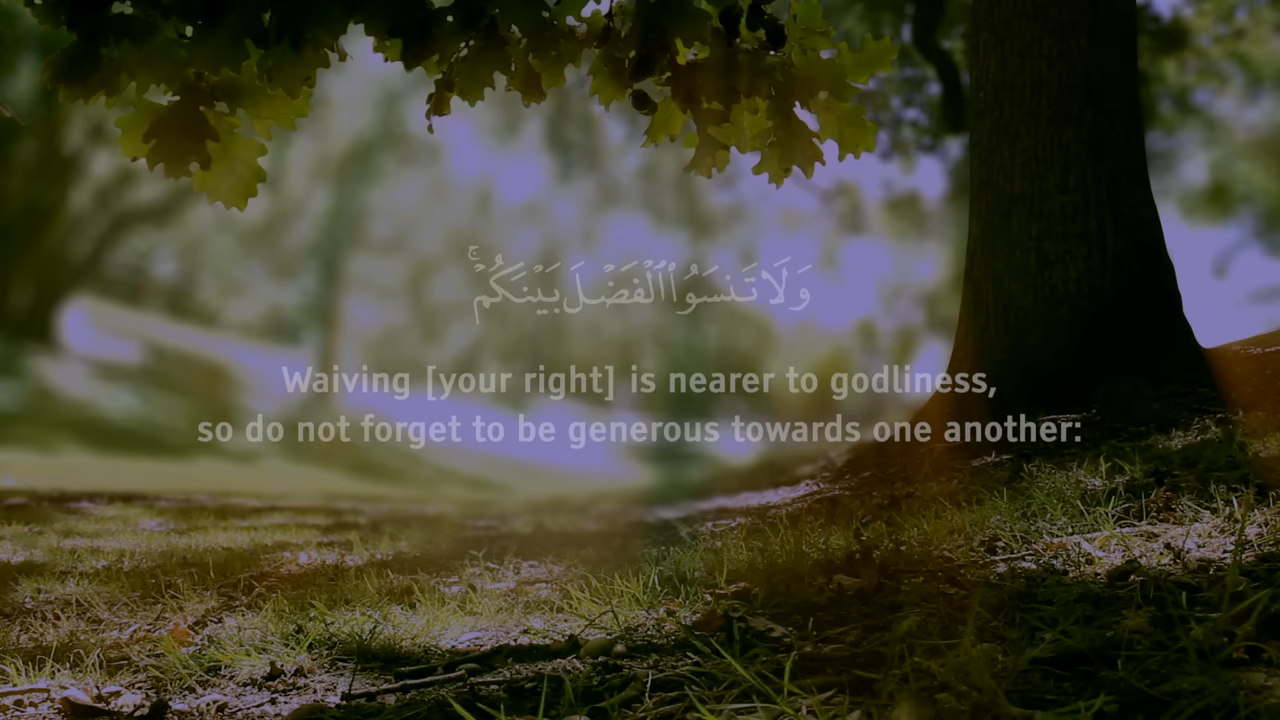 وَلَا تَنسَوُا۟ ٱلْفَضْلَ بَيْنَكُمْ ۚ
Waiving [your right] is nearer to godliness,
so do not forget to be generous towards one another: